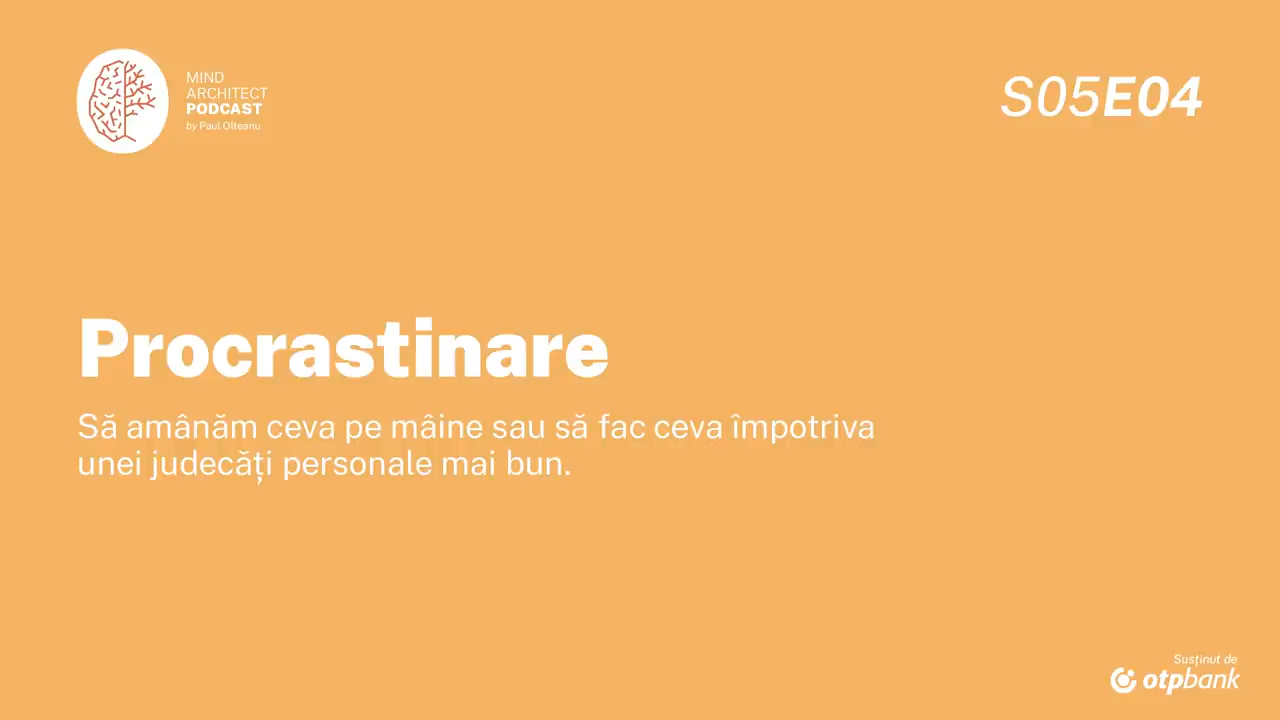 MIND
ARCHITECT
PODCAST
by Paul Olteanu
S05E04
Procrastinare
Să amânăm ceva pe mâine sau să fac ceva împotriva
unei judecăți personale mai bun.
Susținut de
otpbank